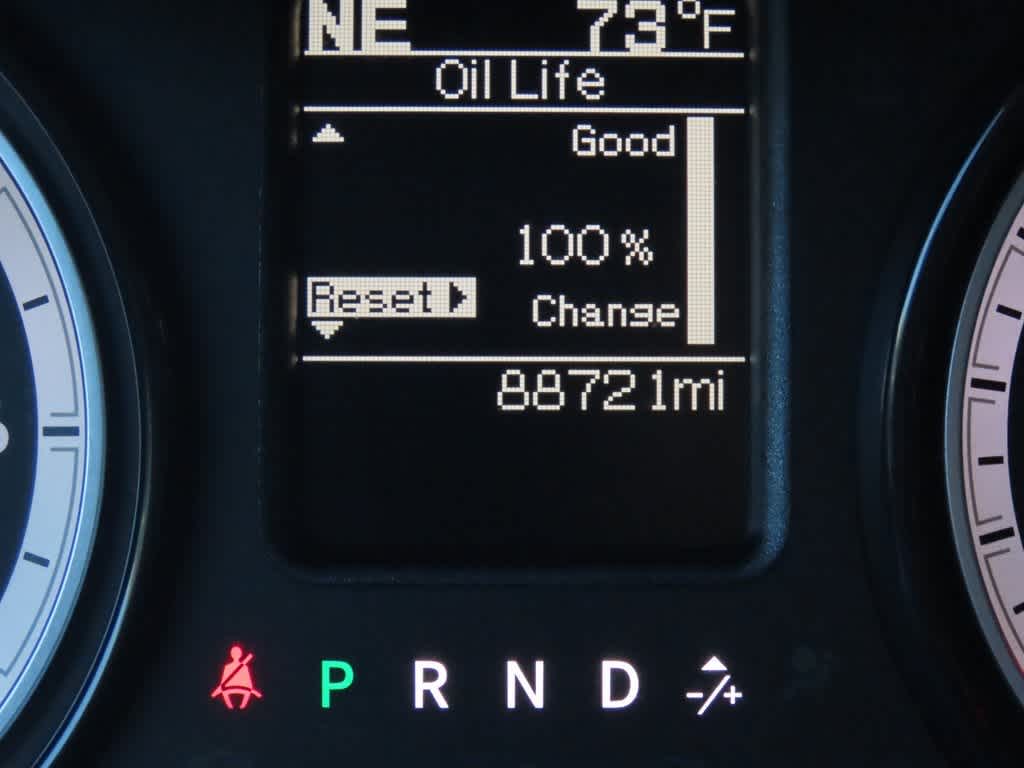 NE 73°F
Oil Life
Good
100%
Reset
Change
88721mi
P R N D -/+